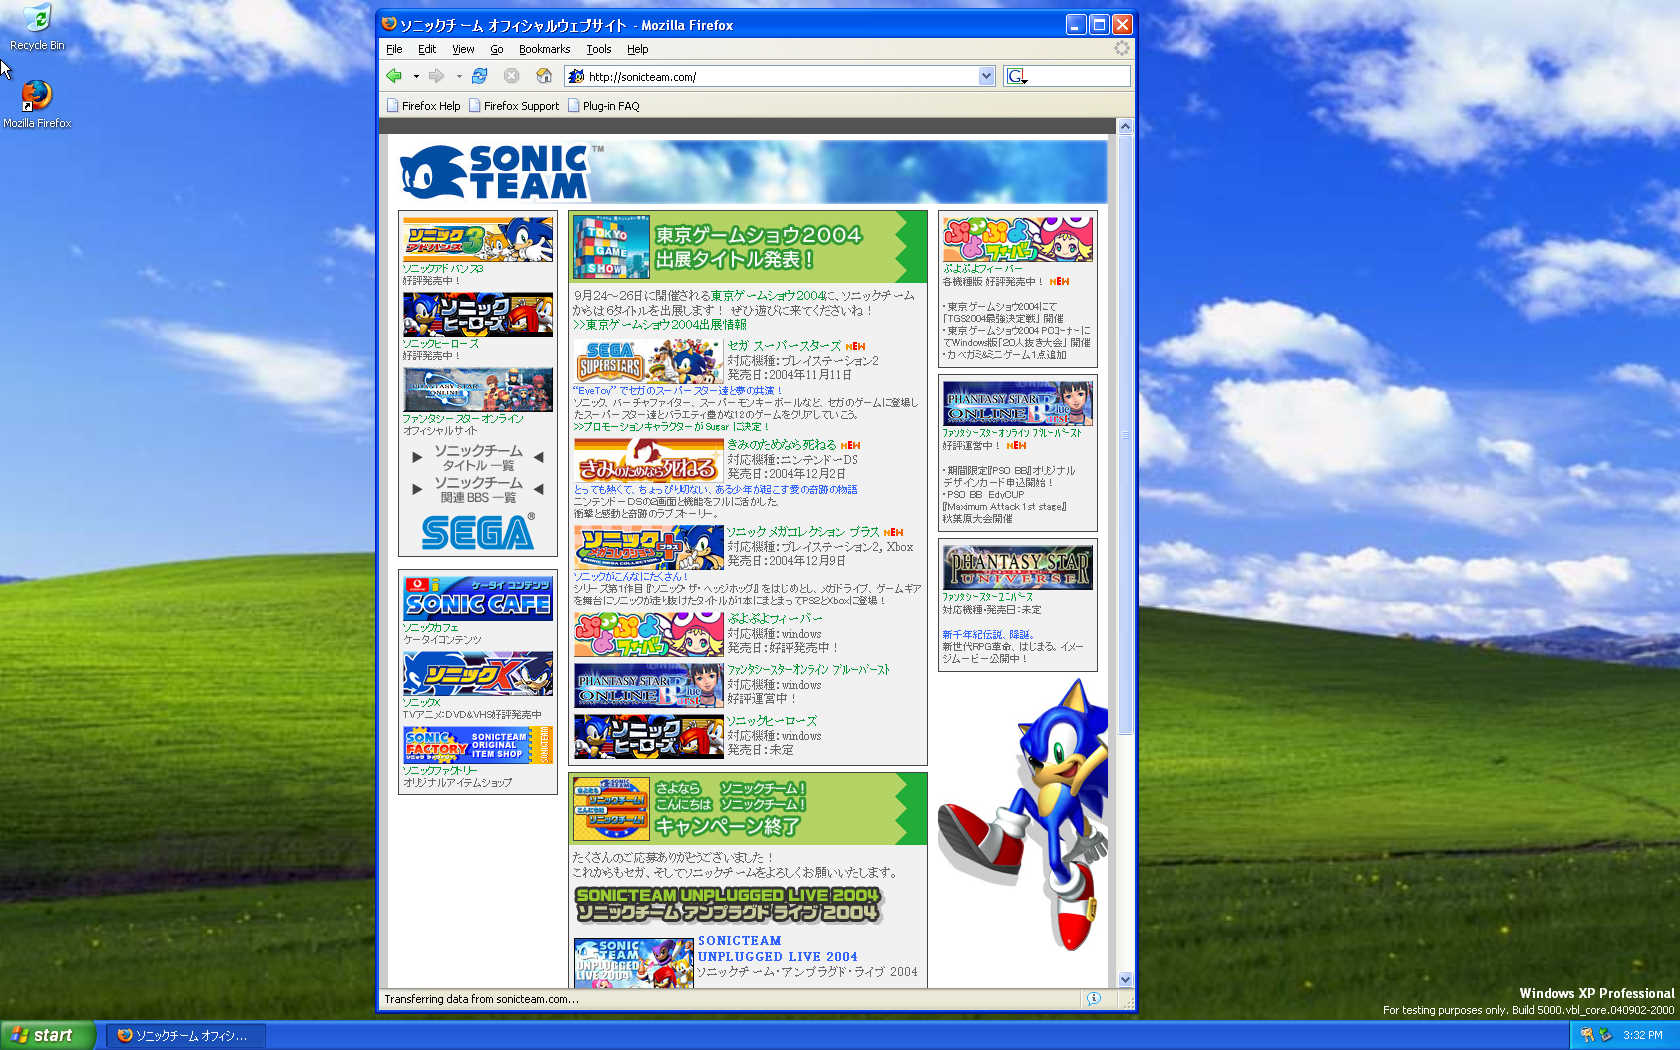 Recycle Bin
Mozilla Firefox
ソニックチーム オフィシャルウェブサイト - Mozilla Firefox
File Edit View Go Bookmarks Tools Help
http://sonicteam.com/
G
Firefox Help Firefox Support Plug-in FAQ
SONIC TEAM™
ソニック アドバンス3
ソニックアドバンス3
好評発売中！
ソニック ヒーローズ
ソニックヒーローズ
好評発売中！
PHANTASY STAR ONLINE
ファンタシースターオンライン
オフィシャルサイト
ソニックチーム
タイトル一覧
ソニックチーム
関連BBS一覧
SEGA®
ケータイ コンテンツ
SONIC CAFE
ソニックカフェ
ケータイコンテンツ
ソニックX
ソニックX
TVアニメ:DVD&VHS好評発売中
SONIC FACTORY SONICTEAM ORIGINAL ITEM SHOP
ソニックファクトリー
オリジナルアイテムショップ
TOKYO GAME SHOW
東京ゲームショウ2004
出展タイトル発表！
9月24～26日に開催される東京ゲームショウ2004に、ソニックチーム
からは6タイトルを出展します！ ぜひ遊びに来てくださいね！
>>東京ゲームショウ2004出展情報
SEGA SUPERSTARS
セガ スーパースターズ NEW
対応機種：プレイステーション2
発売日：2004年11月11日
“EyeToy” でセガのスーパースター達と夢の共演！
ソニック、バーチャファイター、スーパーモンキーボールなど、セガのゲームに登場し
たスーパースター達とバラエティ豊かな12のゲームをクリアしていこう。
>>プロモーションキャラクターが Sugar に決定！
きみのためなら死ねる
きみのためなら死ねる NEW
対応機種：ニンテンドーDS
発売日：2004年12月2日
とっても熱くて、ちょっぴり切ない、ある少年が起こす愛の奇跡の物語
ニンテンドーDSの2画面と機能をフルに活かした
衝撃と感動と奇跡のラブストーリー。
ソニック メガコレクション プラス
ソニック メガコレクション プラス NEW
対応機種：プレイステーション2, Xbox
発売日：2004年12月9日
ソニックがこんなにたくさん！
シリーズ第1作目『ソニック・ザ・ヘッジホッグ』をはじめとし、メガドライブ、ゲームギア
を舞台にソニックが走り抜けたタイトルが1本にまとまってPS2とXboxに登場！
ぷよぷよフィーバー
ぷよぷよフィーバー
対応機種：windows
発売日：好評発売中！
PHANTASY STAR ONLINE Blue Burst
ファンタシースターオンライン ブルーバースト
対応機種：windows
好評運営中！
ソニック ヒーローズ
ソニックヒーローズ
対応機種：windows
発売日：未定
さよなら ソニックチーム！
こんにちは ソニックチーム！
キャンペーン終了
たくさんのご応募ありがとうございました！
これからもセガ、そしてソニックチームをよろしくお願いいたします。
SONICTEAM UNPLUGGED LIVE 2004
ソニックチーム アンプラグド ライブ 2004
SONIC TEAM UNPLUGGED LIVE 2004
SONICTEAM
UNPLUGGED LIVE 2004
ソニックチーム・アンプラグド・ライブ 2004
ぷよぷよフィーバー
ぷよぷよフィーバー
各機種版 好評発売中！ NEW
・東京ゲームショウ2004にて
「TGS2004最強決定戦」 開催
・東京ゲームショウ2004 PCコーナーに
てWindows版「20人抜き大会」 開催
・カベガミ&ミニゲーム1点追加
PHANTASY STAR ONLINE Blue Burst
ファンタシースターオンライン ブルーバースト
好評運営中！ NEW
・期間限定『PSO BB』オリジナル
デザインカード申込開始！
・PSO BB EdyCUP
『Maximum Attack 1st stage』
秋葉原大会開催
PHANTASY STAR UNIVERSE
ファンタシースターユニバース
対応機種・発売日：未定
新千年紀伝説、降誕。
新世代RPG革命、はじまる。イメー
ジムービー公開中！
Transferring data from sonicteam.com...
Windows XP Professional
For testing purposes only. Build 5000.vbl_core.040902-2000
start
ソニックチーム オフィシ...
3:32 PM